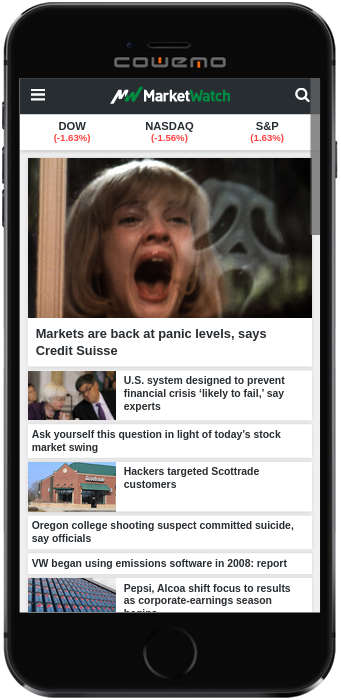 cowemo
MarketWatch
DOW NASDAQ S&P
(-1.63%) (-1.56%) (1.63%)
Markets are back at panic levels, says
Credit Suisse
U.S. system designed to prevent
financial crisis ‘likely to fail,’ say
experts
Ask yourself this question in light of today’s stock
market swing
Scottrade
Hackers targeted Scottrade
customers
Oregon college shooting suspect committed suicide,
say officials
VW began using emissions software in 2008: report
Pepsi, Alcoa shift focus to results
as corporate-earnings season
begins